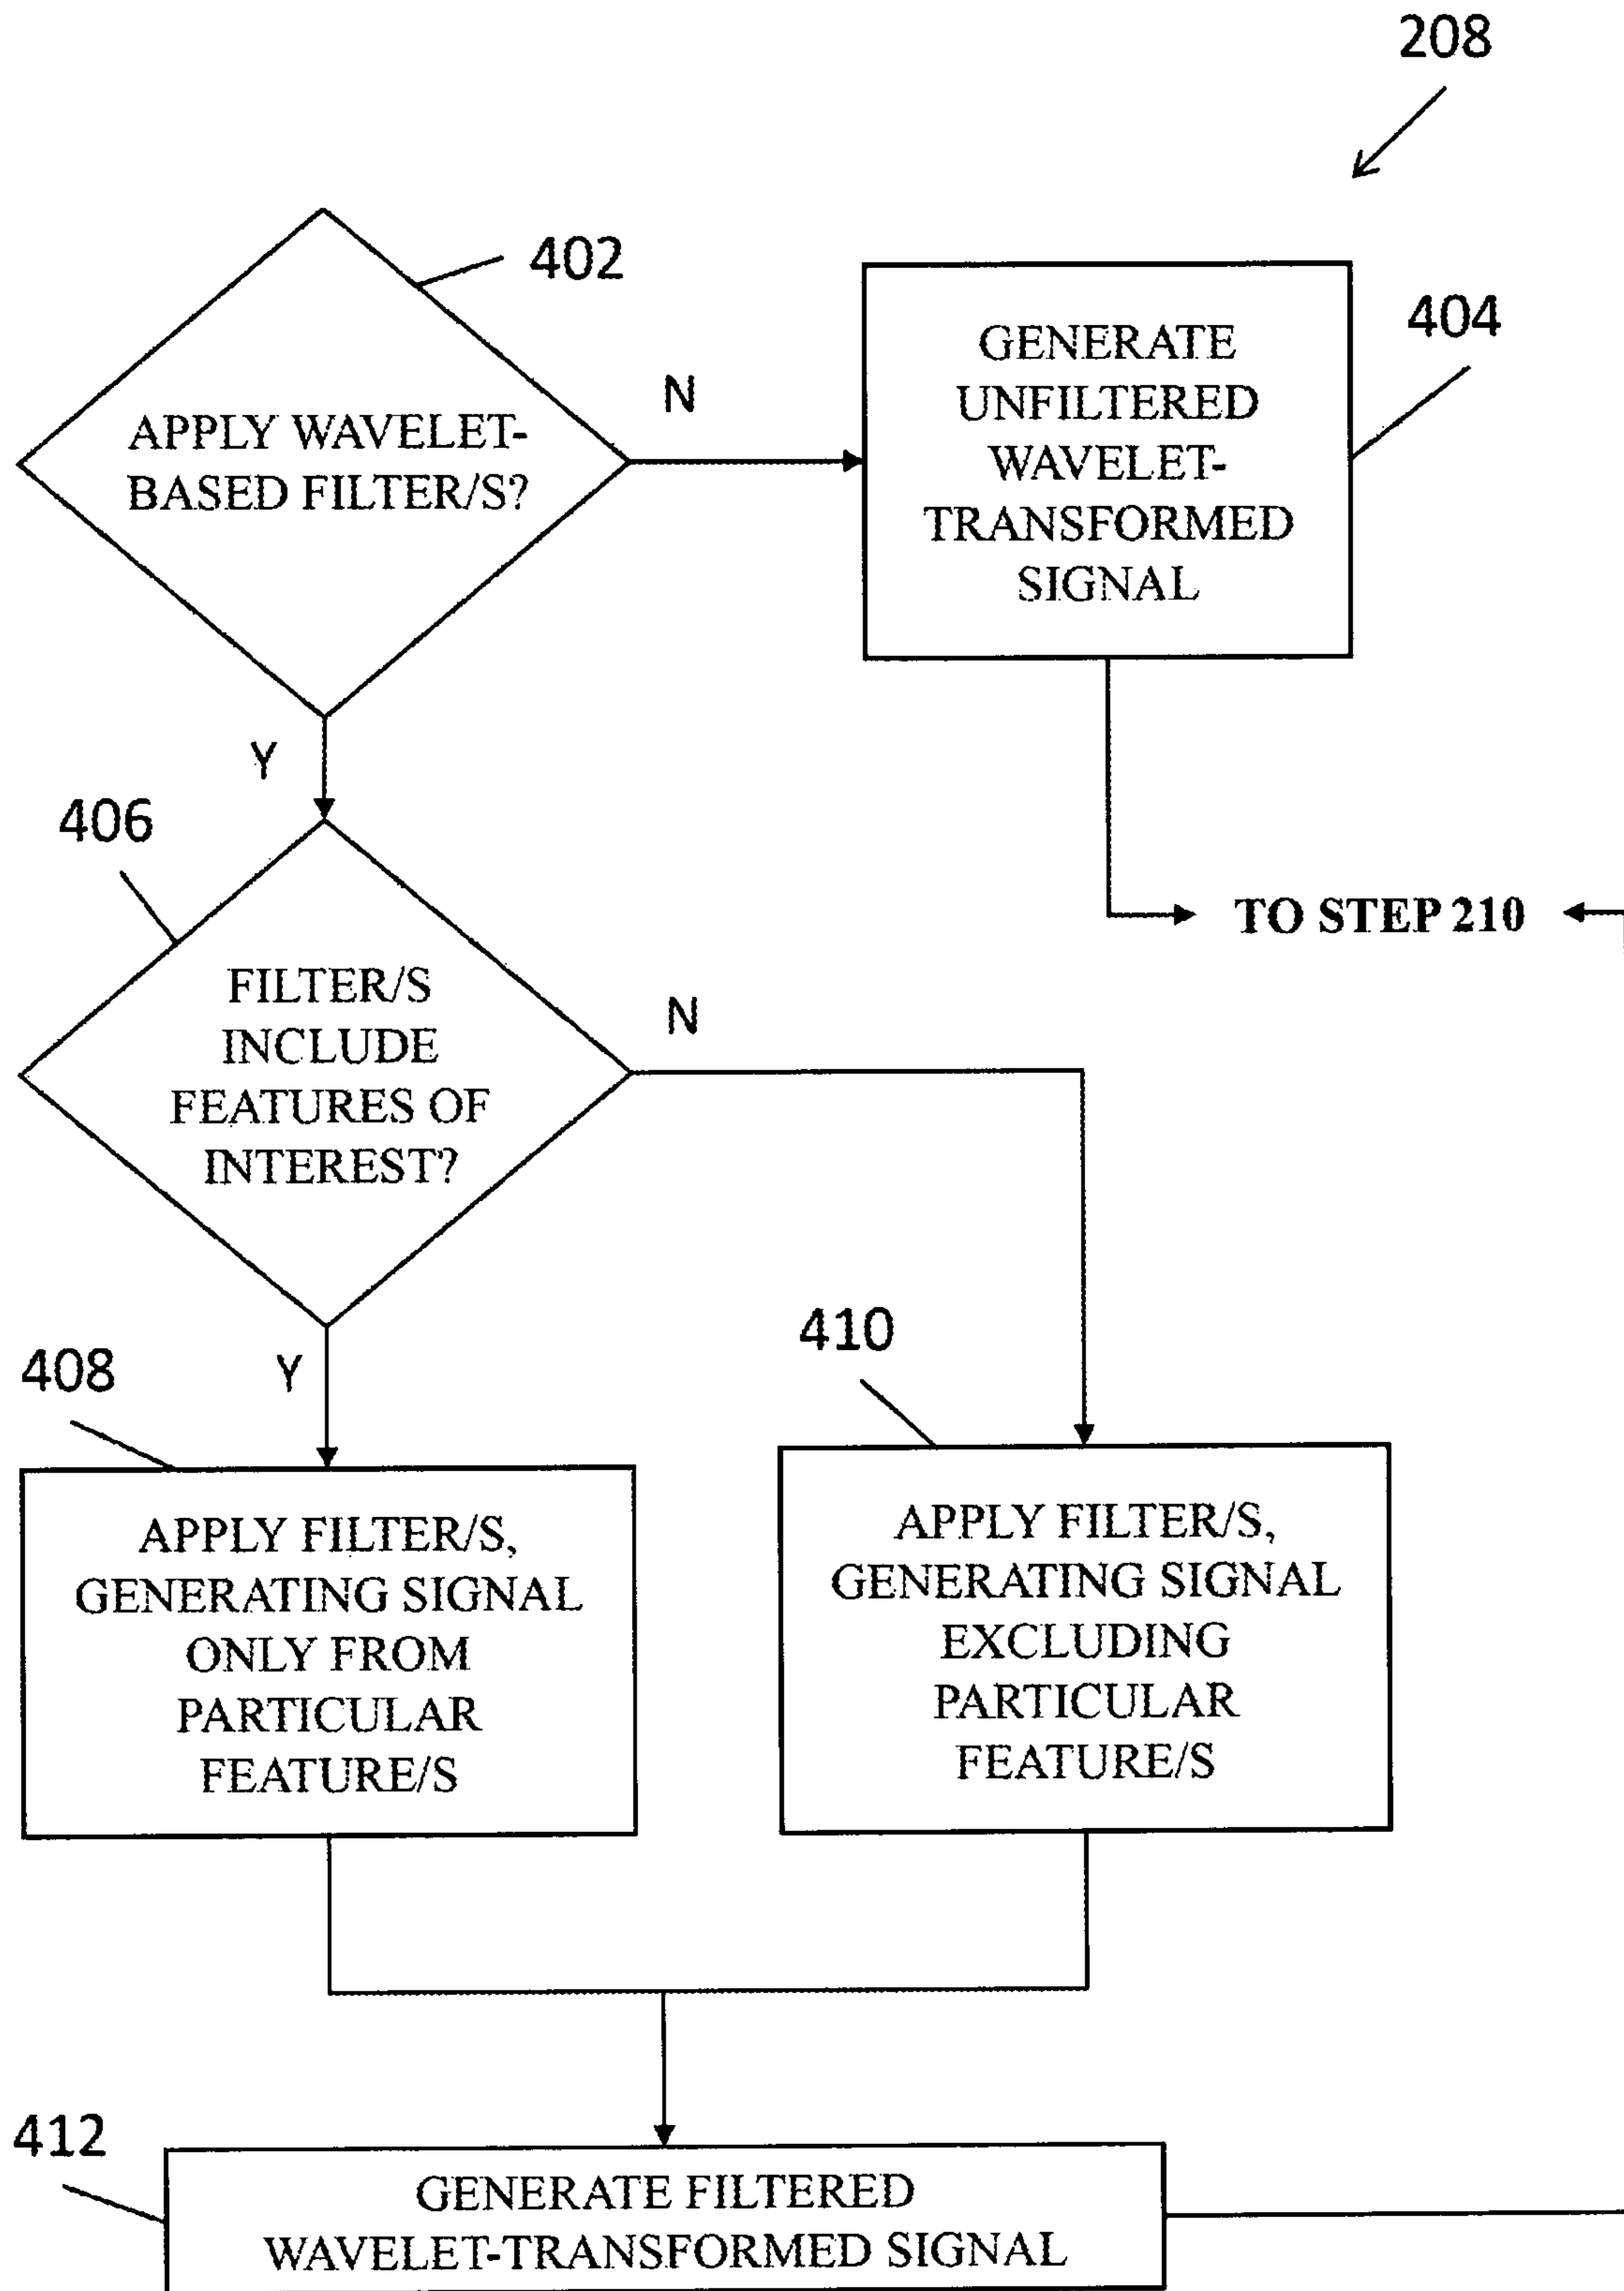 208
402
APPLY WAVELET-
BASED FILTER/S?
N
GENERATE
UNFILTERED
WAVELET-
TRANSFORMED
SIGNAL
404
Y
TO STEP 210
406
FILTER/S
INCLUDE
FEATURES OF
INTEREST?
N
Y
408
APPLY FILTER/S,
GENERATING SIGNAL
ONLY FROM
PARTICULAR
FEATURE/S
410
APPLY FILTER/S,
GENERATING SIGNAL
EXCLUDING
PARTICULAR
FEATURE/S
412
GENERATE FILTERED
WAVELET-TRANSFORMED SIGNAL